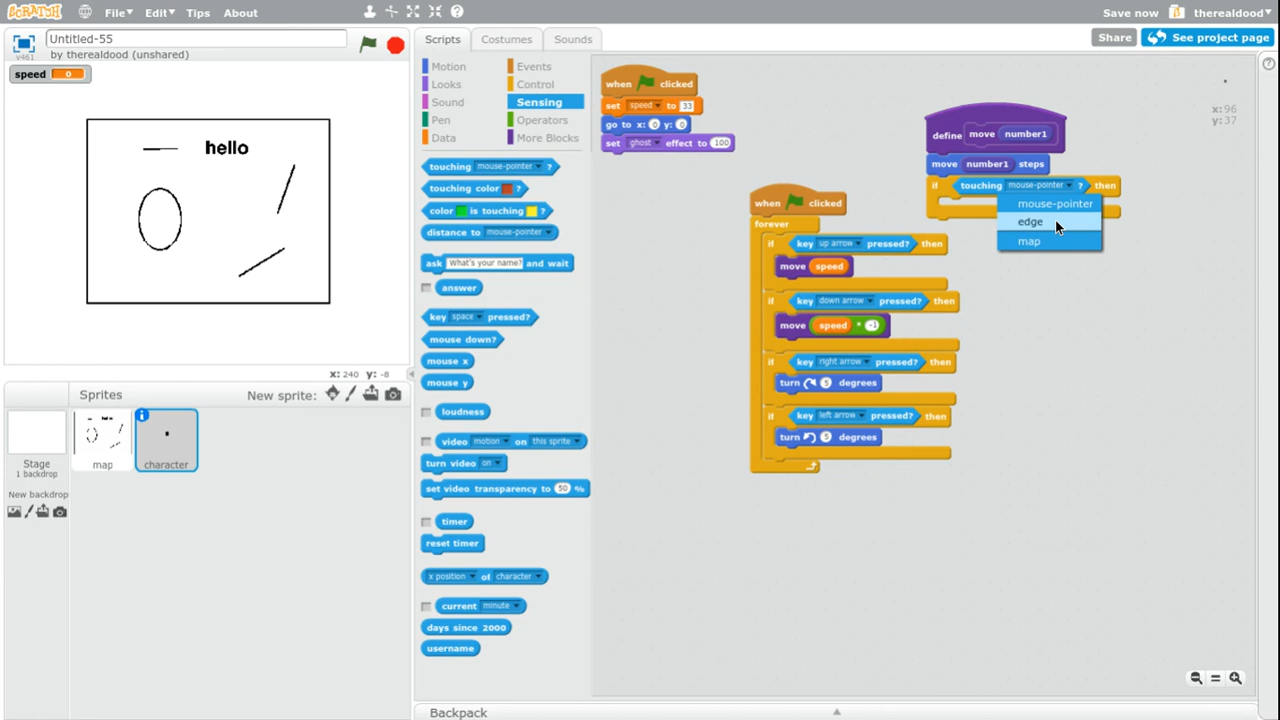 SCRATCH File▼ Edit▼ Tips About Save now therealdood▼
Untitled-55
by therealdood (unshared)
v461
Share See project page
speed 0
hello
x: 240 y: -8
Sprites New sprite:
Stage
1 backdrop
New backdrop
map
character
Scripts Costumes Sounds
Motion Events
Looks Control
Sound Sensing
Pen Operators
Data More Blocks
touching mouse-pointer ?
touching color ?
color is touching ?
distance to mouse-pointer
ask What's your name? and wait
answer
key space pressed?
mouse down?
mouse x
mouse y
loudness
video motion on this sprite
turn video on
set video transparency to 50 %
timer
reset timer
x position of character
current minute
days since 2000
username
when clicked
set speed to 33
go to x: 0 y: 0
set ghost effect to 100
when clicked
forever
if key up arrow pressed? then
move speed
if key down arrow pressed? then
move speed * -1
if key right arrow pressed? then
turn 5 degrees
if key left arrow pressed? then
turn 5 degrees
define move number1
move number1 steps
if touching mouse-pointer ? then
mouse-pointer
edge
map
x: 96
y: 37
Backpack